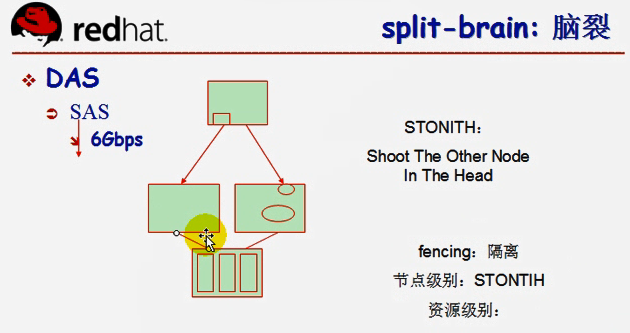 redhat.
split-brain: 脑裂
DAS
SAS
6Gbps
STONITH：
Shoot The Other Node
In The Head
fencing：隔离
节点级别：STONTIH
资源级别：